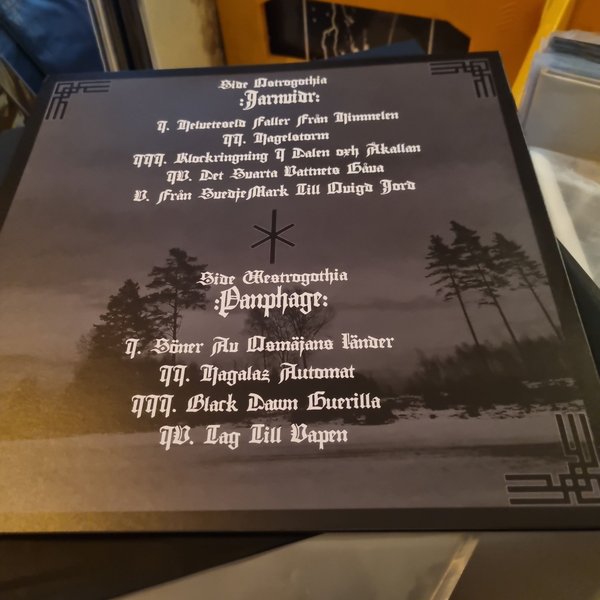 Side Ostrogothia
:Jarnvidr:
I. Helveteseld Faller Från Himmelen
II. Hagelstorm
III. Klockringning I Dalen och Åkallan
IV. Det Svarta Vattnets Gåva
V. Från SvedjeMark Till Vuigd Jord
Side Westrogothia
:Panphage:
I. Söner Av Osmäjans Länder
II. Hagalaz Automat
III. Black Dawn Guerilla
IV. Tag Till Vapen